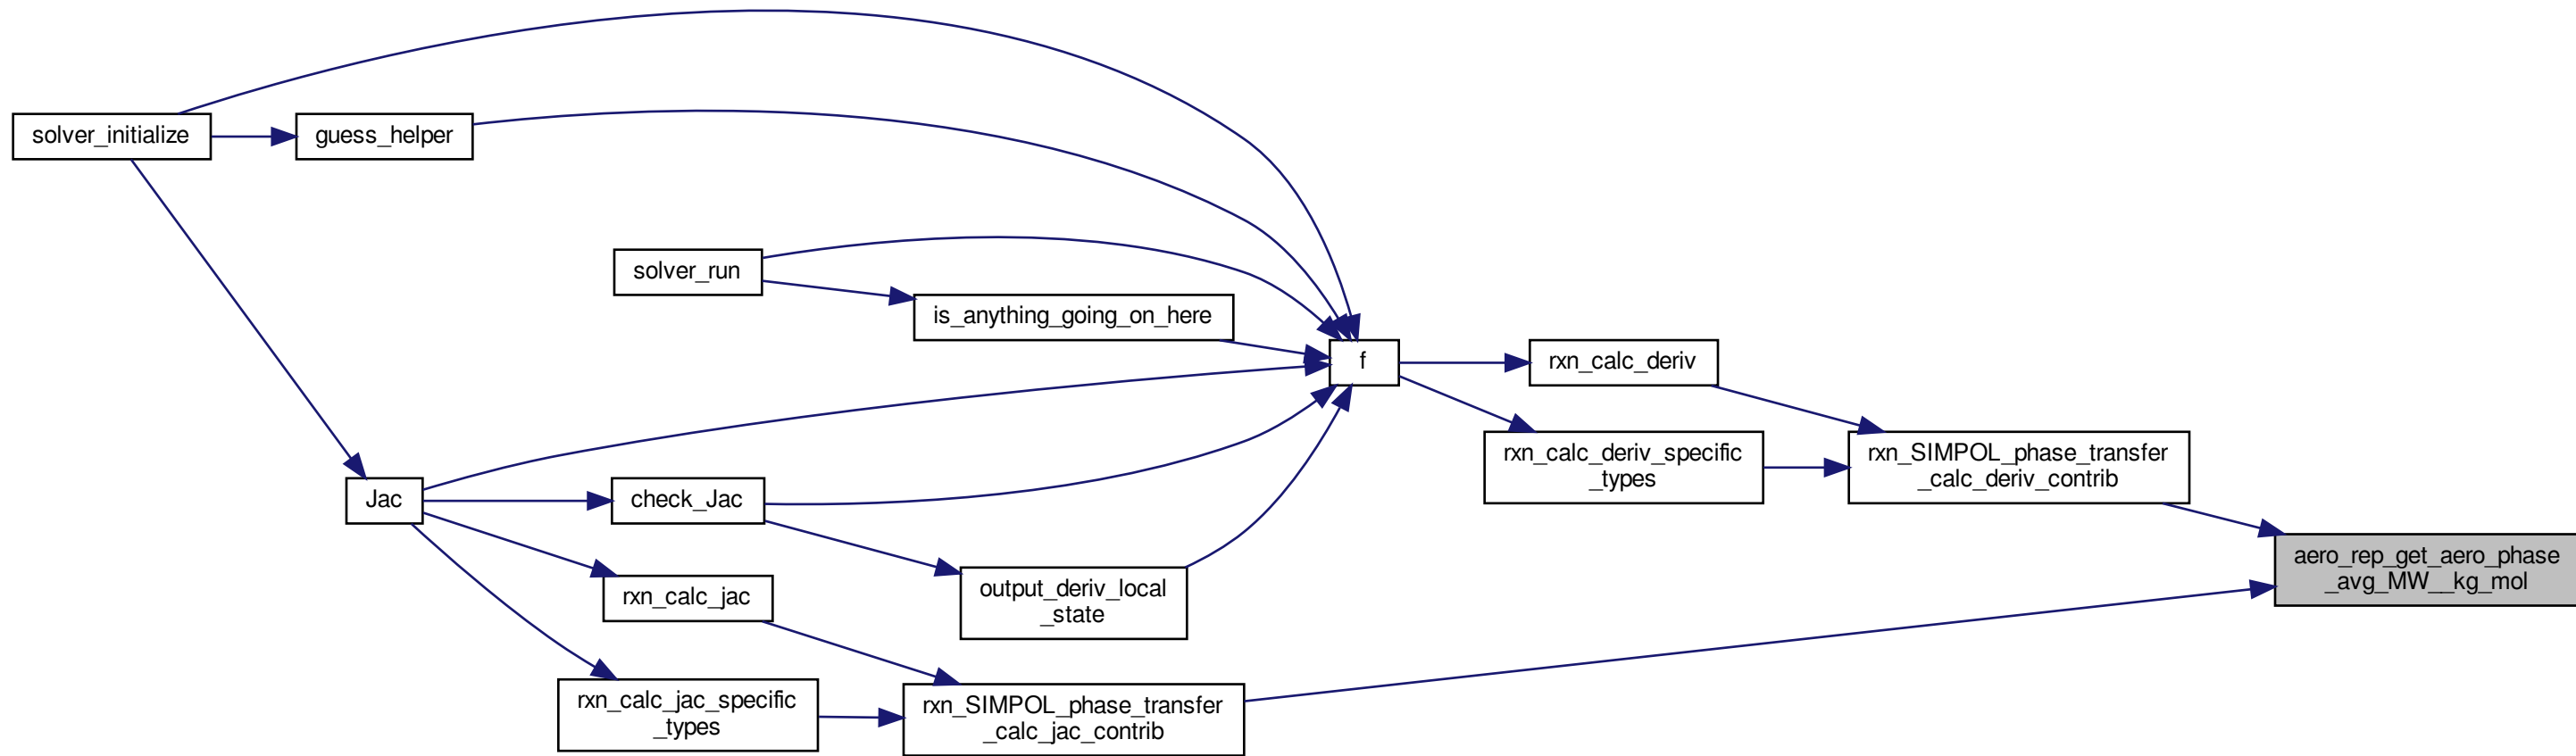 solver_initialize
guess_helper
solver_run
is_anything_going_on_here
f
rxn_calc_deriv
rxn_calc_deriv_specific
_types
rxn_SIMPOL_phase_transfer
_calc_deriv_contrib
Jac
check_Jac
aero_rep_get_aero_phase
_avg_MW__kg_mol
rxn_calc_jac
output_deriv_local
_state
rxn_calc_jac_specific
_types
rxn_SIMPOL_phase_transfer
_calc_jac_contrib